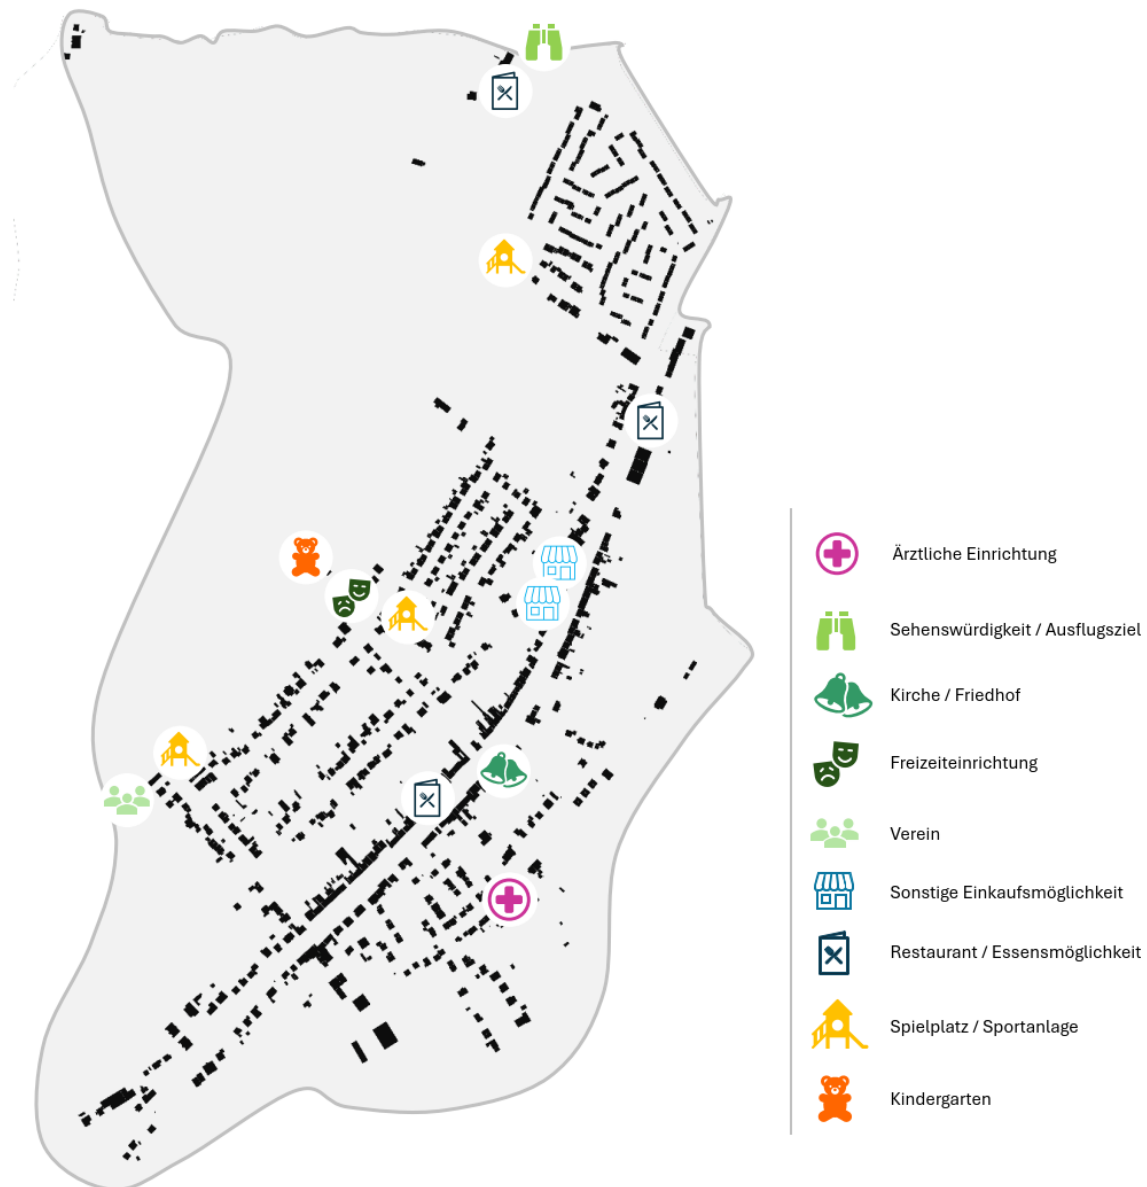 Ärztliche Einrichtung
Sehenswürdigkeit / Ausflugsziel
Kirche / Friedhof
Freizeiteinrichtung
Verein
Sonstige Einkaufsmöglichkeit
Restaurant / Essensmöglichkeit
Spielplatz / Sportanlage
Kindergarten